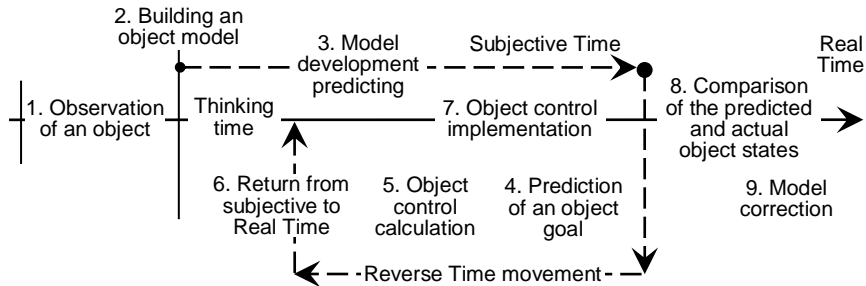 2. Building an
object model
3. Model
development
predicting
Subjective Time
Real
Time
1. Observation
of an object
Thinking
time
7. Object control
implementation
8. Comparison
of the predicted
and actual
object states
6. Return from
subjective to
Real Time
5. Object
control
calculation
4. Prediction
of an object
goal
9. Model
correction
Reverse Time movement